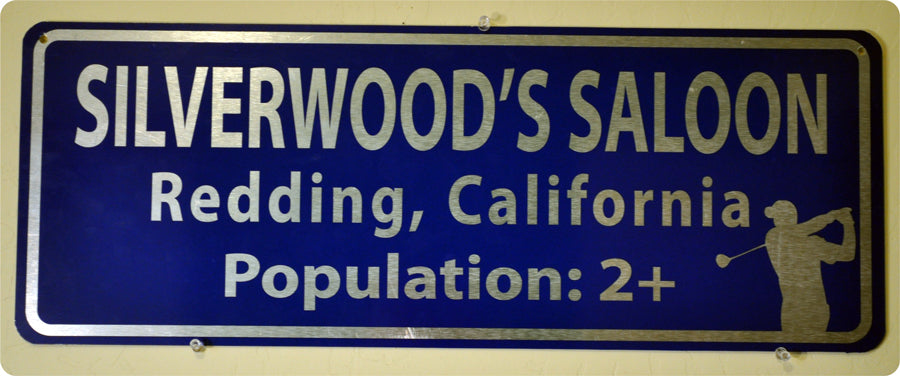 SILVERWOOD'S SALOON
Redding, California
Population: 2+